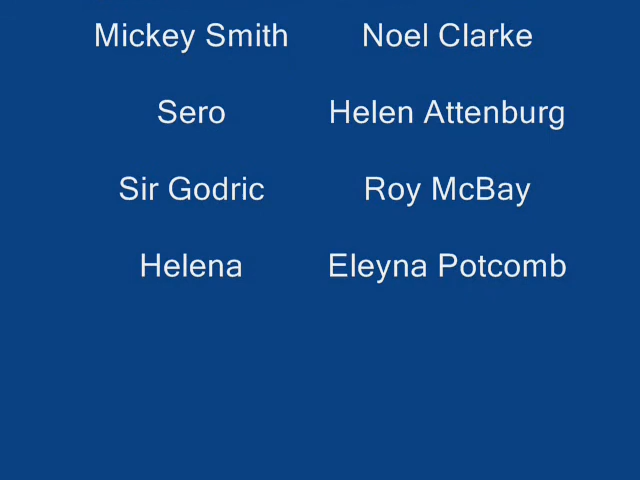 Mickey Smith Noel Clarke
Sero Helen Attenburg
Sir Godric Roy McBay
Helena Eleyna Potcomb